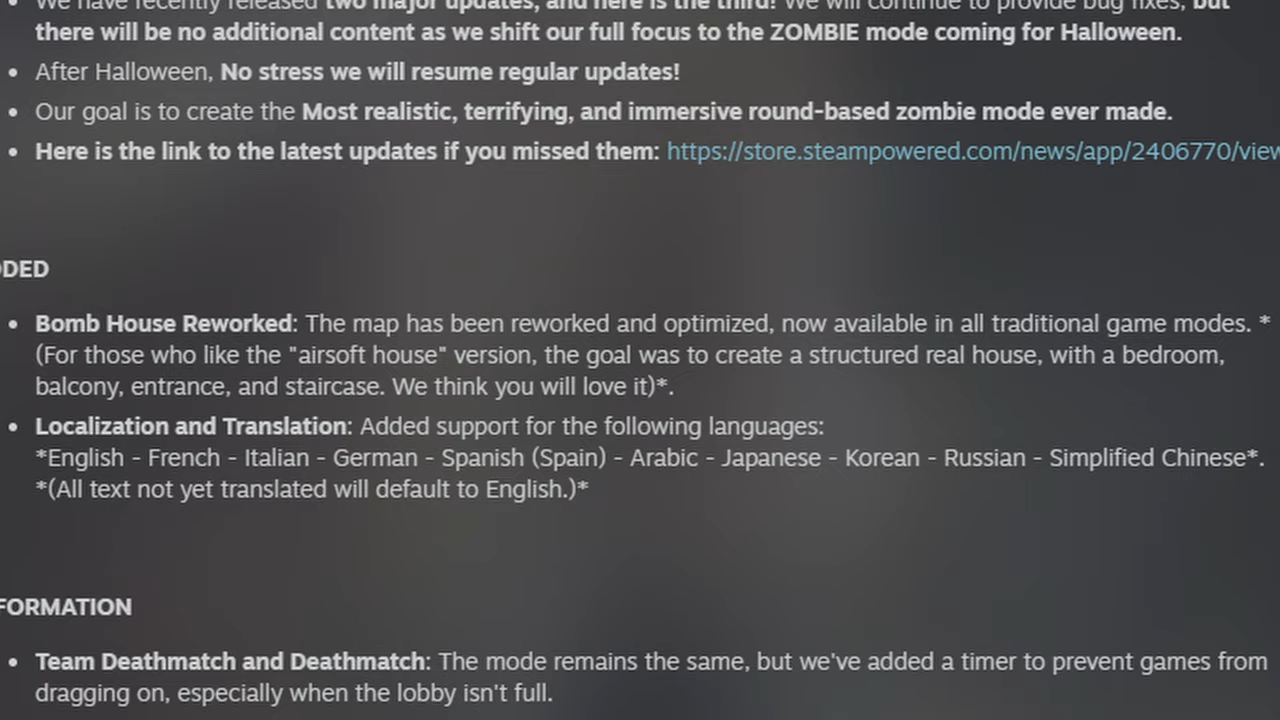 • We have recently released two major updates, and here is the third! We will continue to provide bug fixes, but
there will be no additional content as we shift our full focus to the ZOMBIE mode coming for Halloween.
• After Halloween, No stress we will resume regular updates!
• Our goal is to create the Most realistic, terrifying, and immersive round-based zombie mode ever made.
• Here is the link to the latest updates if you missed them: https://store.steampowered.com/news/app/2406770/view
DDED
• Bomb House Reworked: The map has been reworked and optimized, now available in all traditional game modes. *
(For those who like the "airsoft house" version, the goal was to create a structured real house, with a bedroom,
balcony, entrance, and staircase. We think you will love it)*.
• Localization and Translation: Added support for the following languages:
*English - French - Italian - German - Spanish (Spain) - Arabic - Japanese - Korean - Russian - Simplified Chinese*.
*(All text not yet translated will default to English.)*
FORMATION
• Team Deathmatch and Deathmatch: The mode remains the same, but we've added a timer to prevent games from
dragging on, especially when the lobby isn't full.